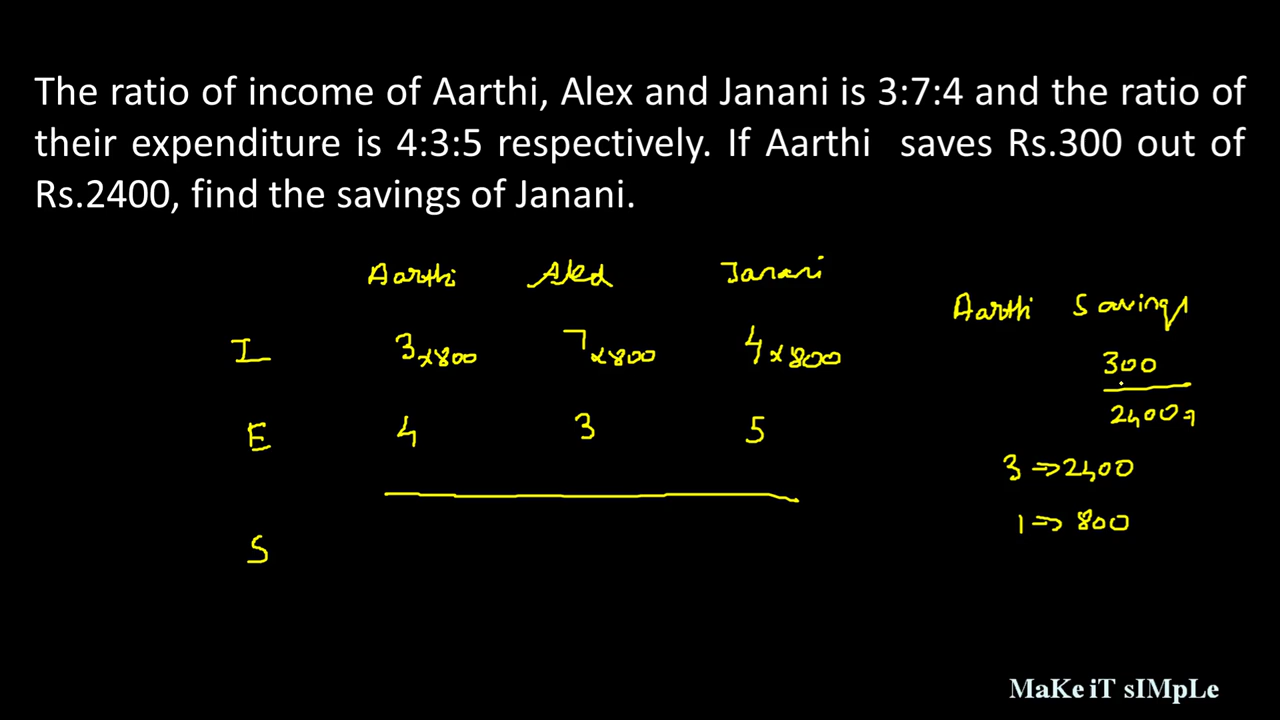 The ratio of income of Aarthi, Alex and Janani is 3:7:4 and the ratio of
their expenditure is 4:3:5 respectively. If Aarthi saves Rs.300 out of
Rs.2400, find the savings of Janani.
Aarthi Alex Janani
I 3x800 7x800 4x800
E 4 3 5
S
Aarthi Savings
300
2400
3 => 2400
1 => 800
MaKe iT sIMpLe